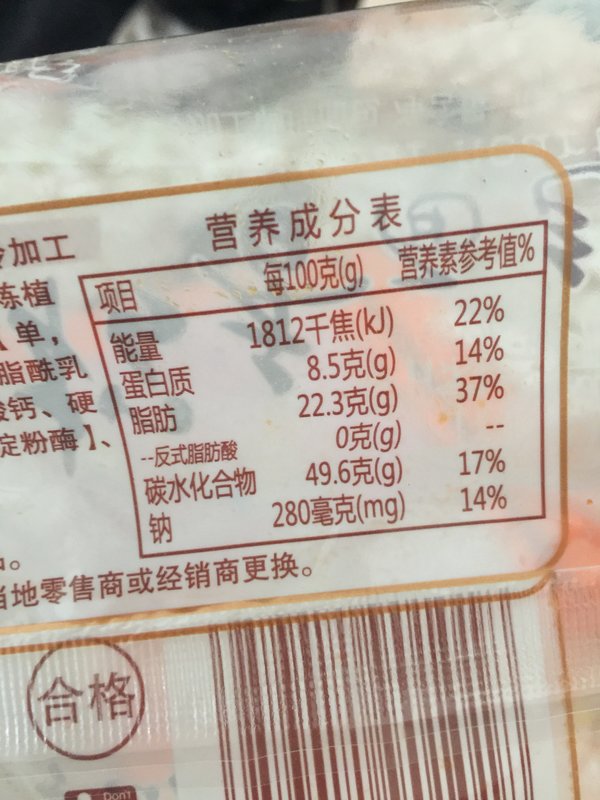 营养成分表
项目 每100克(g) 营养素参考值%
能量 1812千焦(kJ) 22%
蛋白质 8.5克(g) 14%
脂肪 22.3克(g) 37%
--反式脂肪酸 0克(g) --
碳水化合物 49.6克(g) 17%
钠 280毫克(mg) 14%
加工
植
单，
脂酰乳
钙、硬
淀粉酶】、
。
当地零售商或经销商更换。
合格
Don't